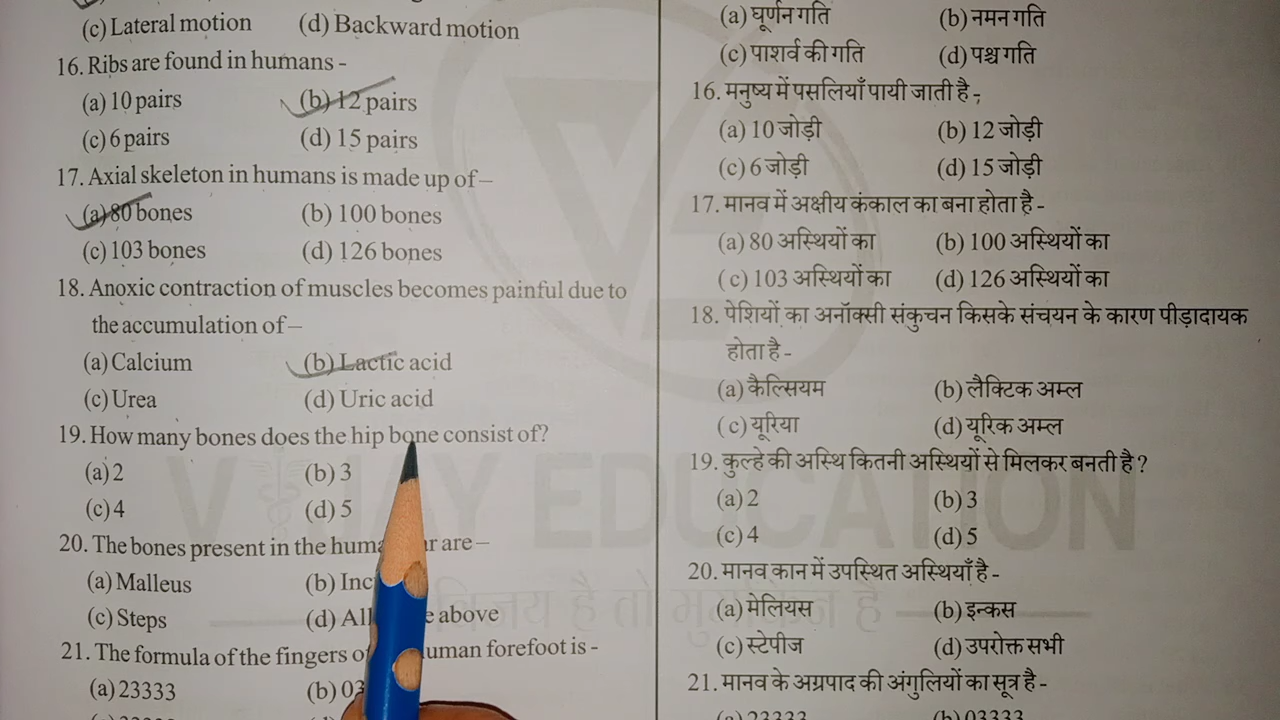 (c) Lateral motion (d) Backward motion
16. Ribs are found in humans -
(a) 10 pairs (b) 12 pairs
(c) 6 pairs (d) 15 pairs
17. Axial skeleton in humans is made up of –
(a) 80 bones (b) 100 bones
(c) 103 bones (d) 126 bones
18. Anoxic contraction of muscles becomes painful due to
the accumulation of –
(a) Calcium (b) Lactic acid
(c) Urea (d) Uric acid
19. How many bones does the hip bone consist of?
(a) 2 (b) 3
(c) 4 (d) 5
20. The bones present in the are –
(a) Malleus (b)
(c) Steps (d) above
21. The formula of the fingers forefoot is -
(a) 23333 (b)
(a) घूर्णन गति (b) नमन गति
(c) पार्श्व की गति (d) पश्च गति
16. मनुष्य में पसलियाँ पायी जाती है -
(a) 10 जोड़ी (b) 12 जोड़ी
(c) 6 जोड़ी (d) 15 जोड़ी
17. मानव में अक्षीय कंकाल का बना होता है -
(a) 80 अस्थियों का (b) 100 अस्थियों का
(c) 103 अस्थियों का (d) 126 अस्थियों का
18. पेशियों का अनॉक्सी संकुचन किसके संचयन के कारण पीड़ादायक
होता है -
(a) कैल्सियम (b) लैक्टिक अम्ल
(c) यूरिया (d) यूरिक अम्ल
19. कुल्हे की अस्थि कितनी अस्थियों से मिलकर बनती है ?
(a) 2 (b) 3
(c) 4 (d) 5
20. मानव कान में उपस्थित अस्थियाँ है -
(a) मेलियस (b) इन्कस
(c) स्टेपीज (d) उपरोक्त सभी
21. मानव के अग्रपाद की अंगुलियों का सूत्र है -
(a) 23333 (b) 03333
EDUCATION